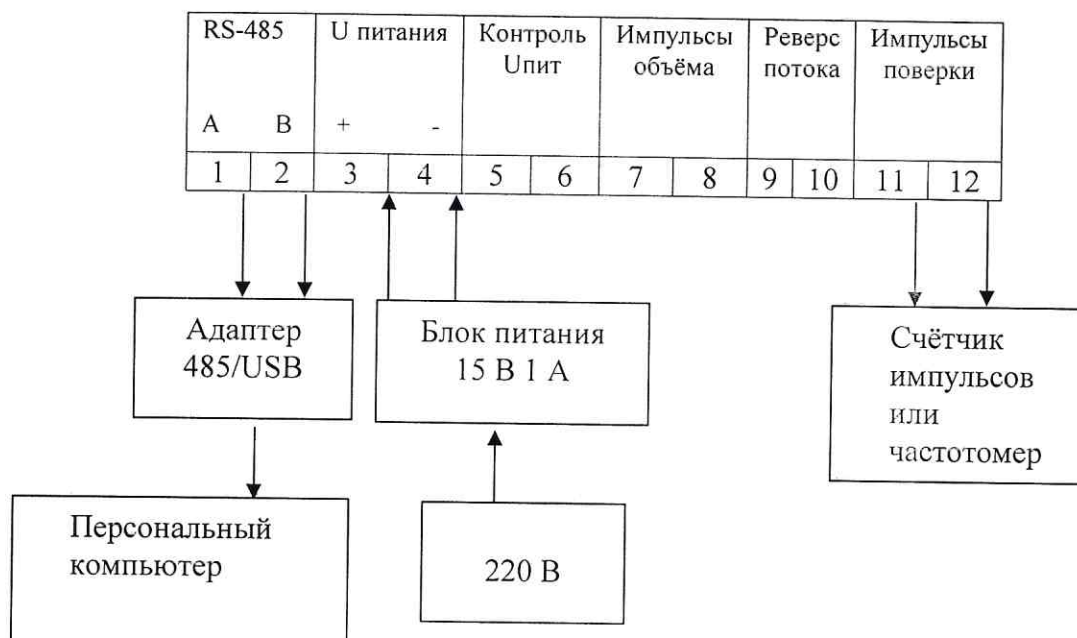 RS-485
U питания
Контроль
Uпит
Импульсы
объёма
Реверс
потока
Импульсы
поверки
A B + -
1 2 3 4 5 6 7 8 9 10 11 12
Адаптер
485/USB
Блок питания
15 В 1 А
Счётчик
импульсов
или
частотомер
Персональный
компьютер
220 В